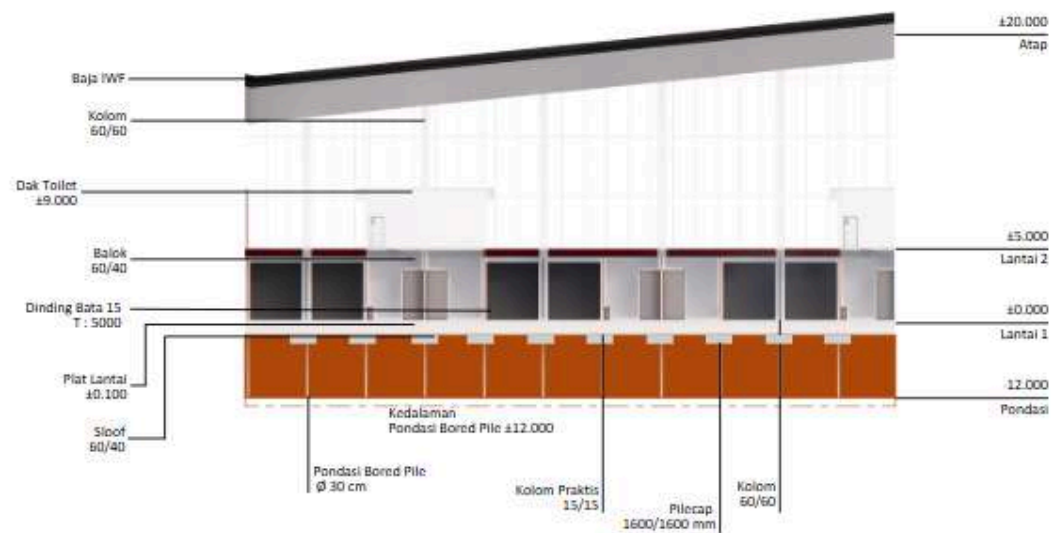 Baja IWF
Kolom
60/60
Dak Toilet
±9.000
Balok
60/40
Dinding Bata 15
T : 5000
Plat Lantai
±0.100
Sloof
60/40
±20.000
Atap
±5.000
Lantai 2
±0.000
Lantai 1
12.000
Pondasi
Kedalaman
Pondasi Bored Pile ±12.000
Pondasi Bored Pile
Ø 30 cm
Kolom Praktis
15/15
Pilecap
1600/1600 mm
Kolom
60/60